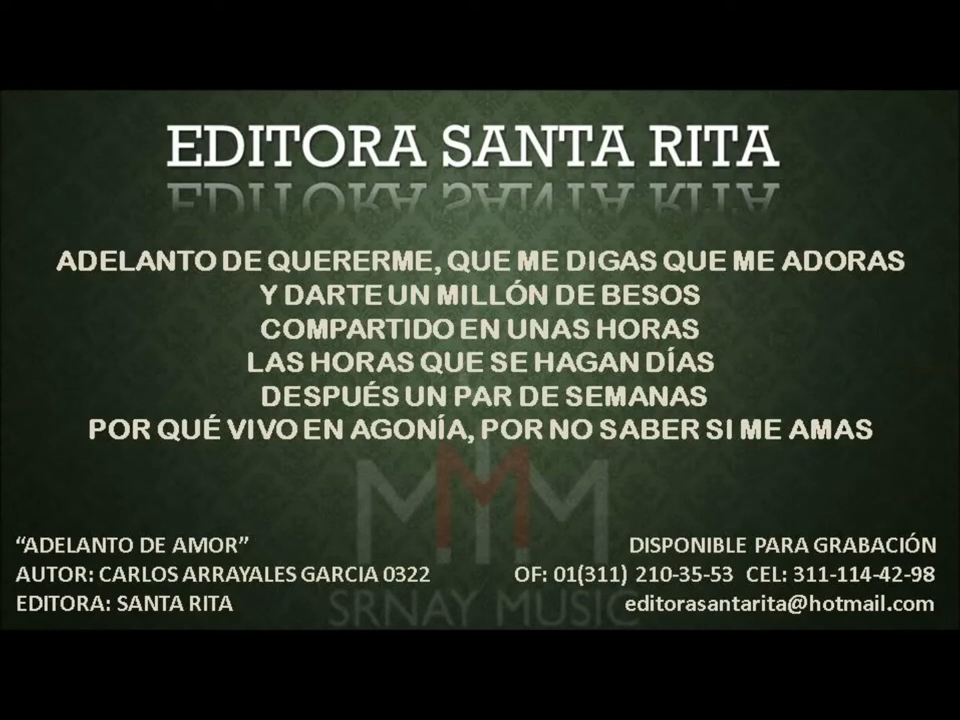 EDITORA SANTA RITA
ADELANTO DE QUERERME, QUE ME DIGAS QUE ME ADORAS
Y DARTE UN MILLÓN DE BESOS
COMPARTIDO EN UNAS HORAS
LAS HORAS QUE SE HAGAN DÍAS
DESPUÉS UN PAR DE SEMANAS
POR QUÉ VIVO EN AGONÍA, POR NO SABER SI ME AMAS
MMM
SRNAY MUSIC
“ADELANTO DE AMOR”
AUTOR: CARLOS ARRAYALES GARCIA 0322
EDITORA: SANTA RITA
DISPONIBLE PARA GRABACIÓN
OF: 01(311) 210-35-53 CEL: 311-114-42-98
editorasantarita@hotmail.com